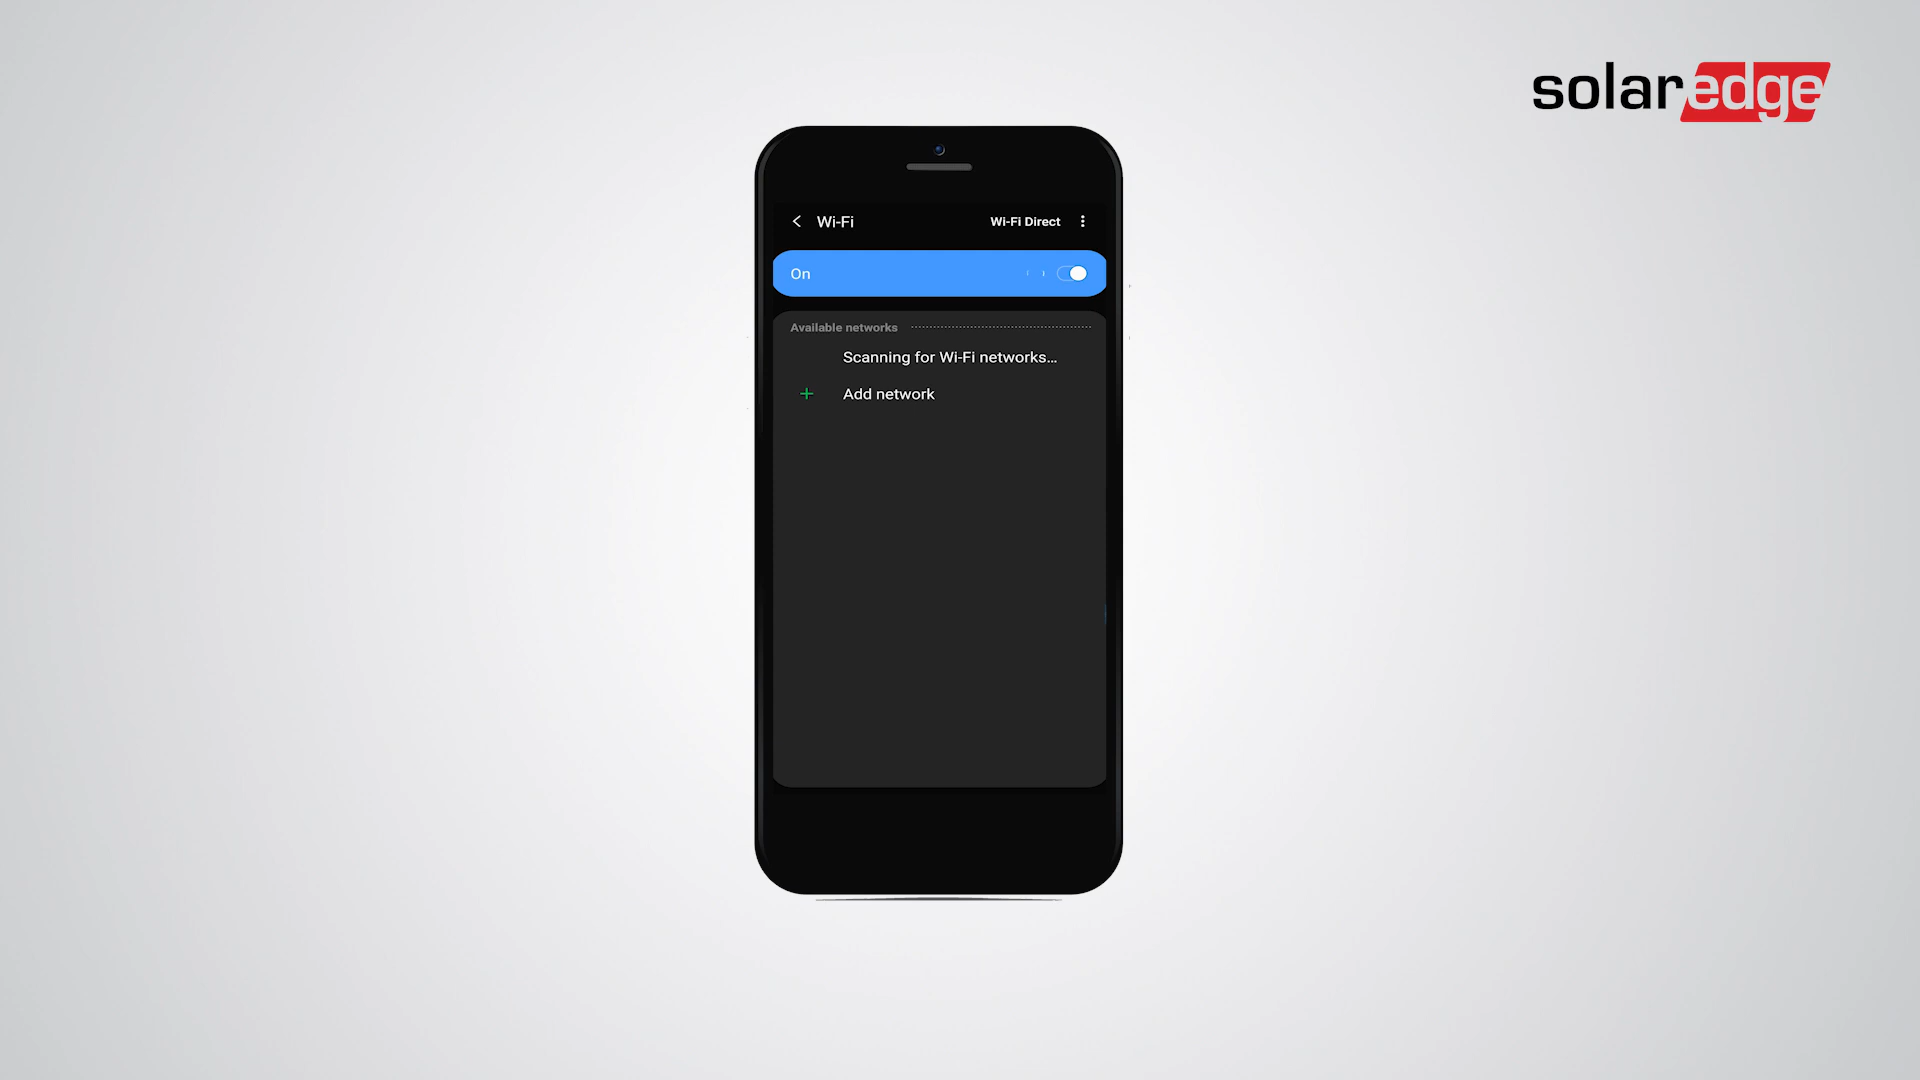 solaredge
Wi-Fi Wi-Fi Direct
On
Available networks
Scanning for Wi-Fi networks...
Add network